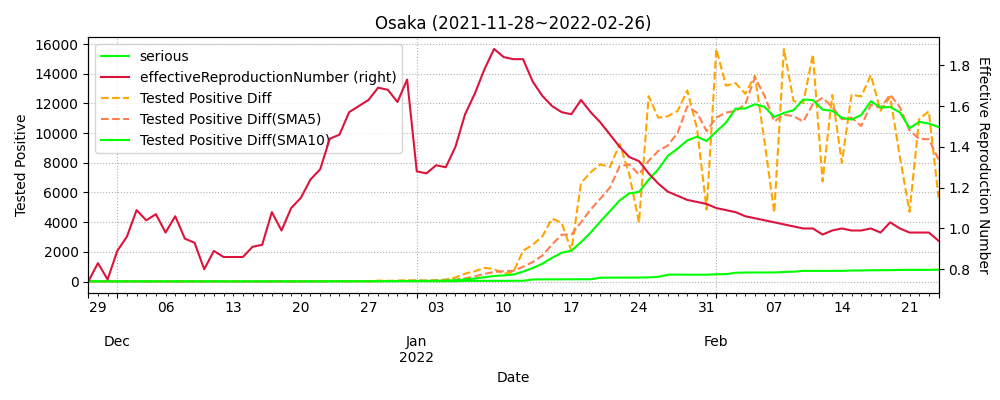 Osaka (2021-11-28~2022-02-26)
serious
effectiveReproductionNumber (right)
Tested Positive Diff
Tested Positive Diff(SMA5)
Tested Positive Diff(SMA10)
Tested Positive
16000
14000
12000
10000
8000
6000
4000
2000
0
1.8
1.6
1.4
1.2
1.0
0.8
Effective Reproduction Number
29 06 13 20 27 03 10 17 24 31 07 14 21
Dec Jan Feb
2022
Date